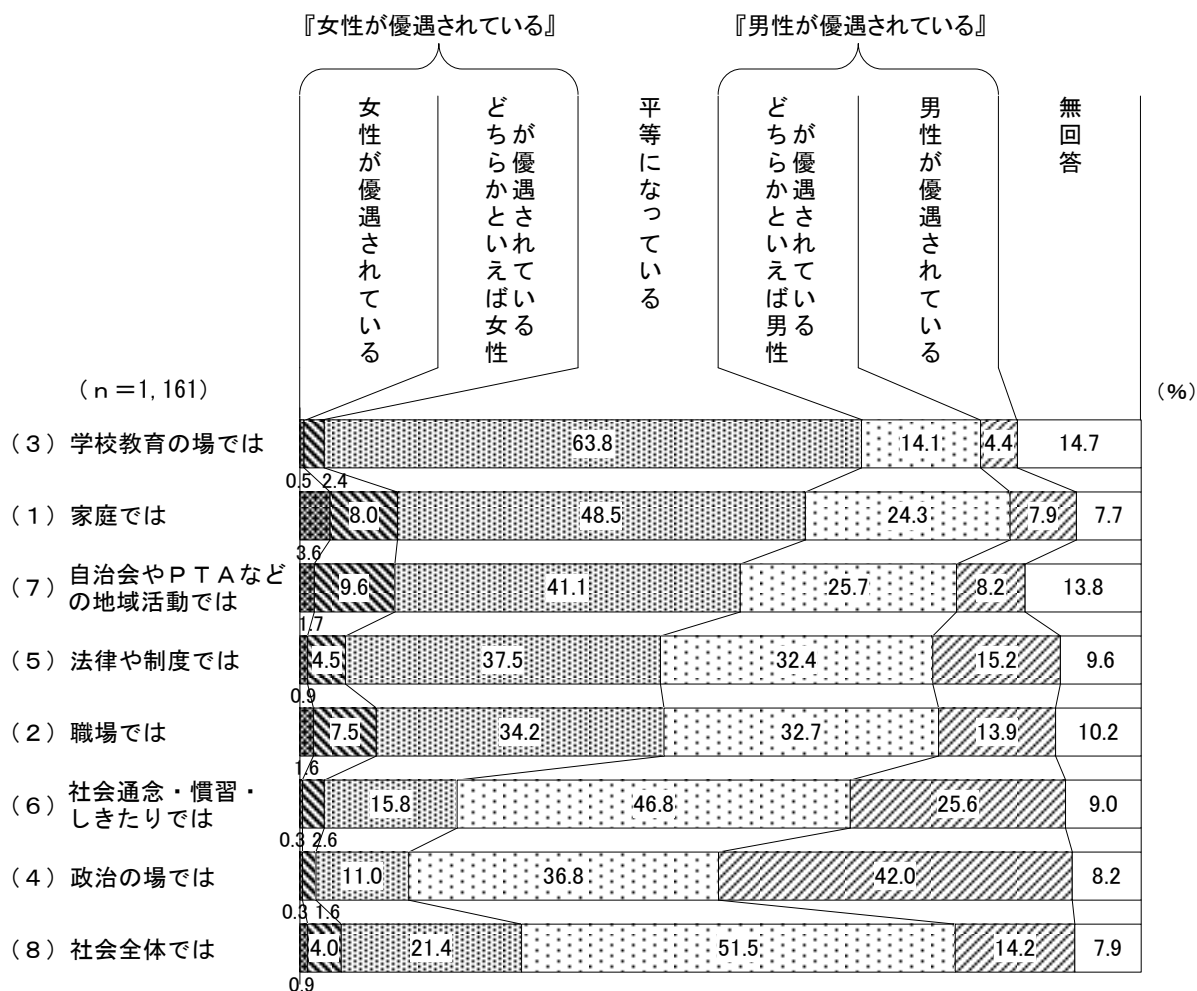 『女性が優遇されている』 『男性が優遇されている』
女性が優遇されている
どちらかといえば女性
が優遇されている
平等になっている
どちらかといえば男性
が優遇されている
男性が優遇されている
無回答
（ｎ＝1,161） (%)
（３）学校教育の場では 63.8 14.1 4.4 14.7
0.5 2.4
（１）家庭では 8.0 48.5 24.3 7.9 7.7
3.6
（７）自治会やＰＴＡなど
の地域活動では 9.6 41.1 25.7 8.2 13.8
1.7
（５）法律や制度では 4.5 37.5 32.4 15.2 9.6
0.9
（２）職場では 7.5 34.2 32.7 13.9 10.2
1.6
（６）社会通念・慣習・
しきたりでは 15.8 46.8 25.6 9.0
0.3 2.6
（４）政治の場では 11.0 36.8 42.0 8.2
0.3 1.6
（８）社会全体では 4.0 21.4 51.5 14.2 7.9
0.9